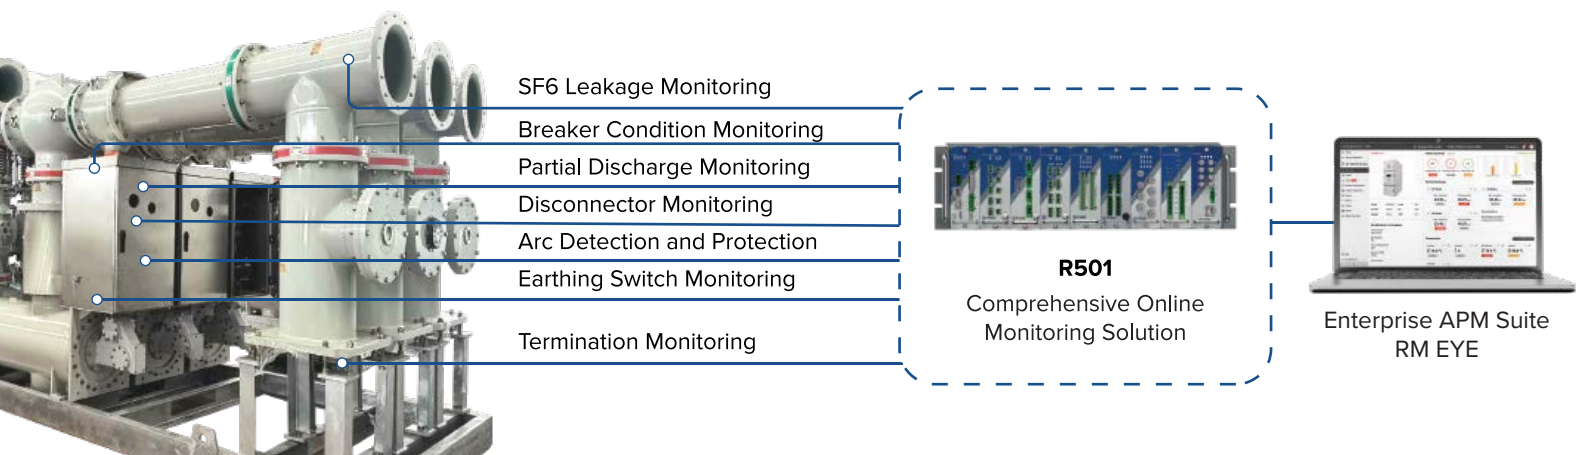 SF6 Leakage Monitoring
Breaker Condition Monitoring
Partial Discharge Monitoring
Disconnector Monitoring
Arc Detection and Protection
Earthing Switch Monitoring
Termination Monitoring
R501
Comprehensive Online
Monitoring Solution
Enterprise APM Suite
RM EYE